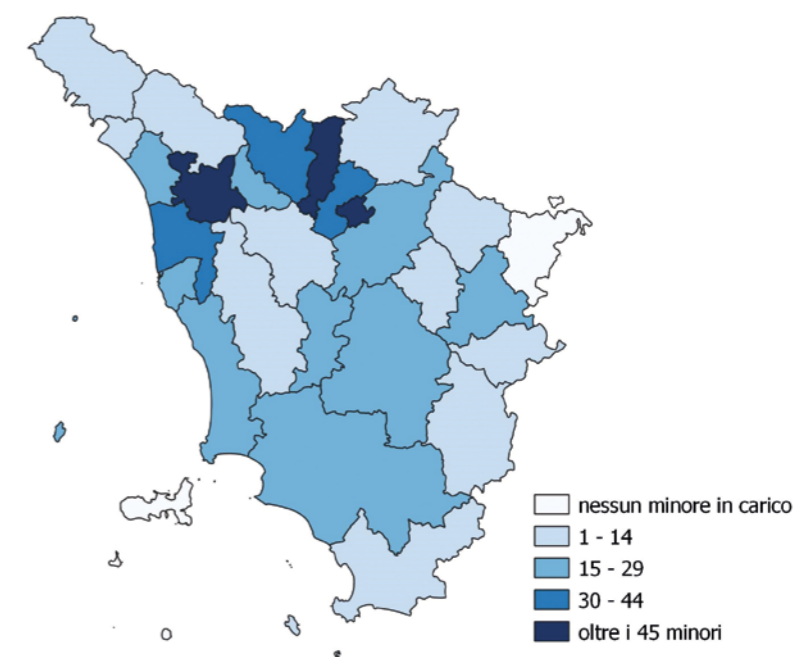 nessun minore in carico
1 - 14
15 - 29
30 - 44
oltre i 45 minori